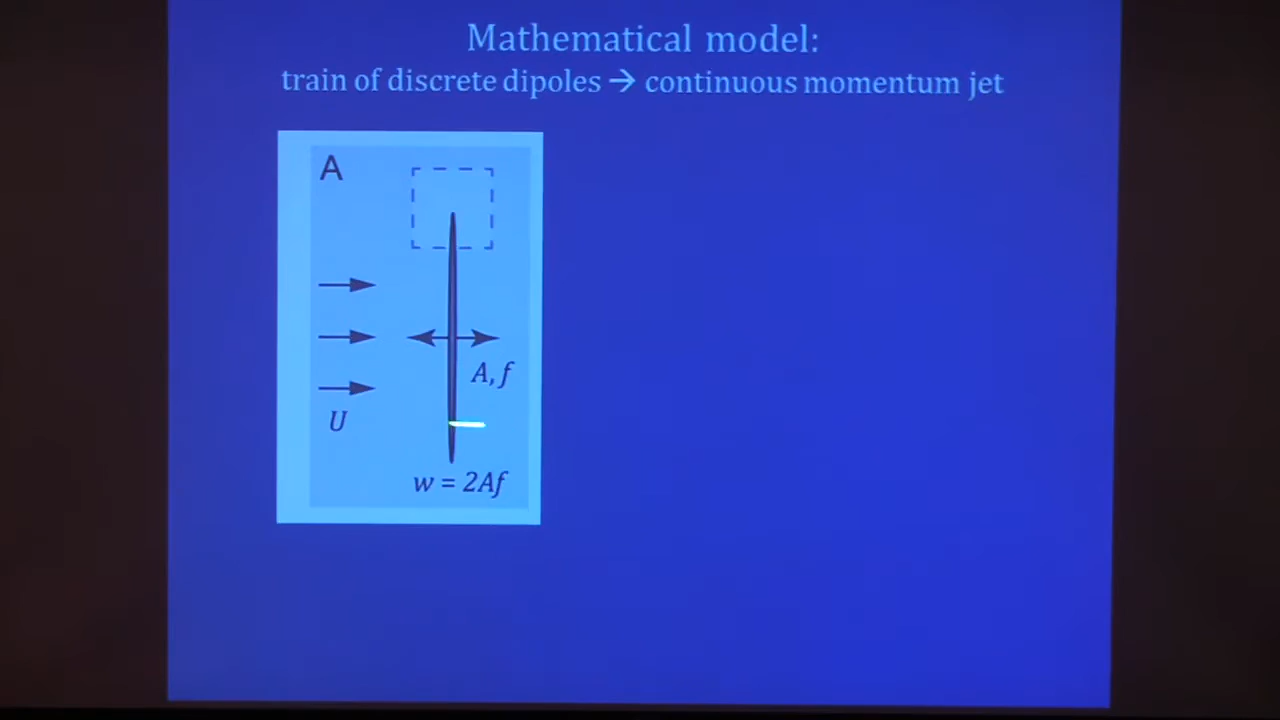 Mathematical model:
train of discrete dipoles → continuous momentum jet
A
A, f
U
w = 2Af